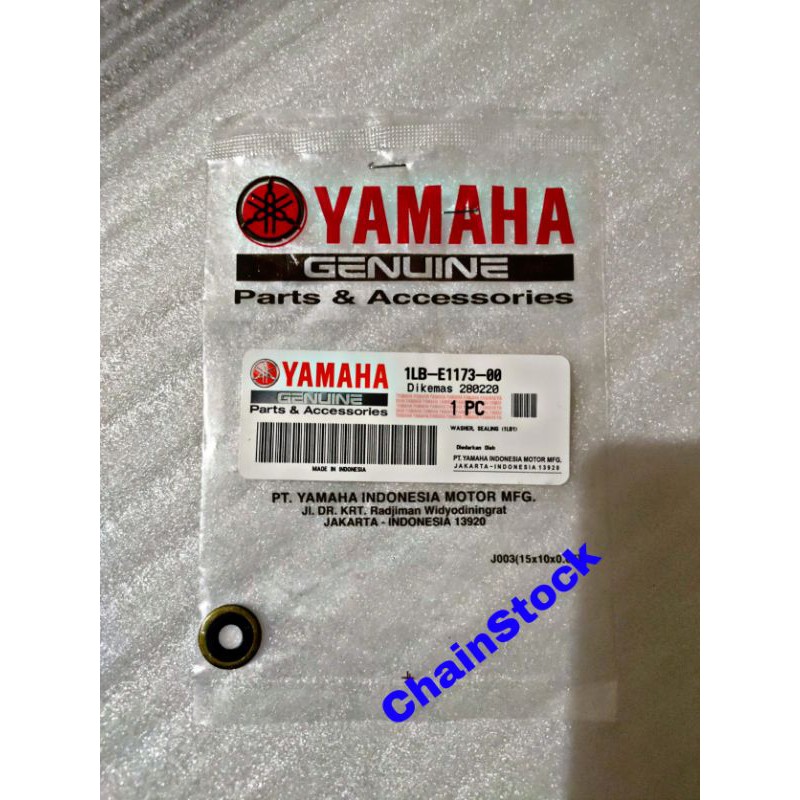 YAMAHA
GENUINE
Parts & Accessories
YAMAHA
GENUINE
Parts & Accessories
1LB-E1173-00
Dikemas 280220
1 PC
WASHER, SEALING (1LB1)
Diedarkan Oleh
PT. YAMAHA INDONESIA MOTOR MFG.
JAKARTA-INDONESIA 13920
MADE IN INDONESIA
PT. YAMAHA INDONESIA MOTOR MFG.
Jl. DR. KRT. Radjiman Widyodiningrat
JAKARTA - INDONESIA 13920
ChainStock